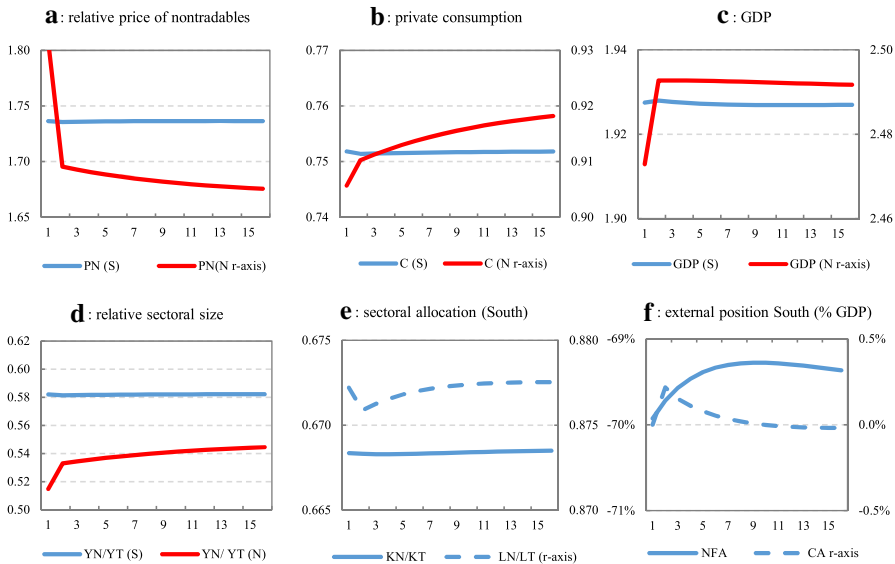 a : relative price of nontradables
1.80
1.75
1.70
1.65
1 3 5 7 9 11 13 15
PN (S) PN(N r-axis)
b : private consumption
0.77 0.93
0.76 0.92
0.75 0.91
0.74 0.90
1 3 5 7 9 11 13 15
C (S) C (N r-axis)
c : GDP
1.94 2.50
1.92 2.48
1.90 2.46
1 3 5 7 9 11 13 15
GDP (S) GDP (N r-axis)
d : relative sectoral size
0.62
0.60
0.58
0.56
0.54
0.52
0.50
1 3 5 7 9 11 13 15
YN/YT (S) YN/ YT (N)
e : sectoral allocation (South)
0.675 0.880
0.670 0.875
0.665 0.870
1 3 5 7 9 11 13 15
KN/KT LN/LT (r-axis)
f : external position South (% GDP)
-69% 0.5%
-70% 0.0%
-71% -0.5%
1 3 5 7 9 11 13 15
NFA CA r-axis